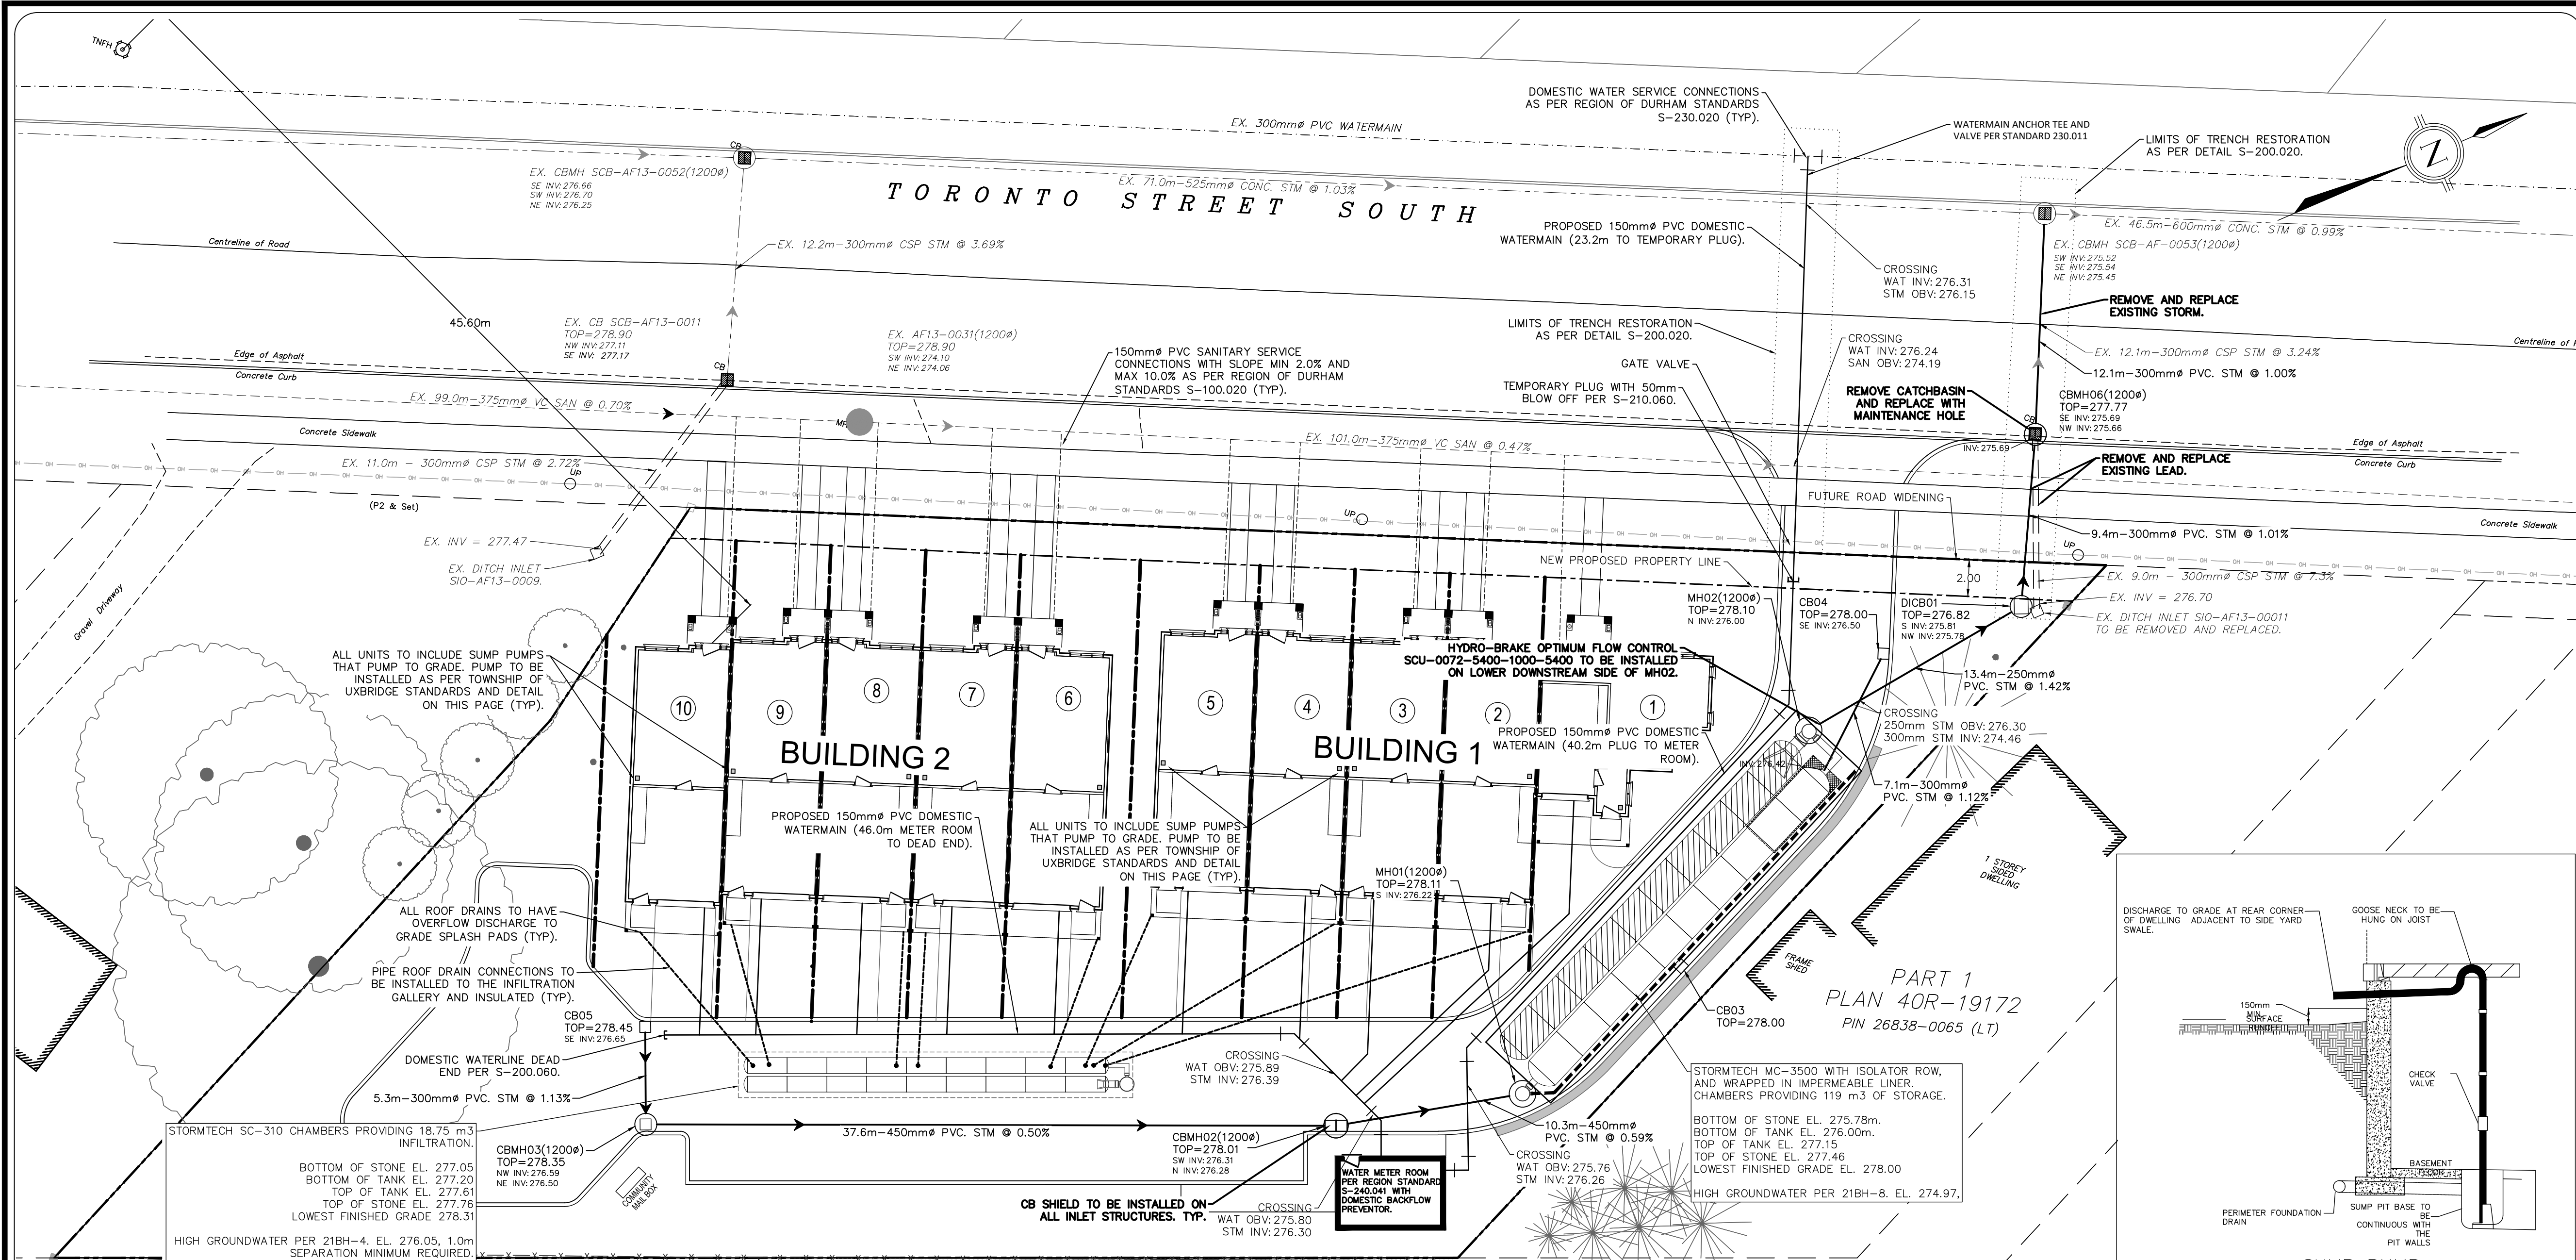 TNFH
DOMESTIC WATER SERVICE CONNECTIONS
AS PER REGION OF DURHAM STANDARDS
S-230.020 (TYP).
EX. 300mmø PVC WATERMAIN
WATERMAIN ANCHOR TEE AND
VALVE PER STANDARD 230.011
LIMITS OF TRENCH RESTORATION
AS PER DETAIL S-200.020.
N
CB
EX. CBMH SCB-AF13-0052(1200ø)
SE INV:276.66
SW INV:276.70
NE INV:276.25
EX. 71.0m-525mmø CONC. STM @ 1.03%
TORONTO STREET SOUTH
PROPOSED 150mmø PVC DOMESTIC
WATERMAIN (23.2m TO TEMPORARY PLUG).
EX. 46.5m-600mmø CONC. STM @ 0.99%
EX. CBMH SCB-AF-0053(1200ø)
SW INV:275.52
SE INV:275.54
NE INV:275.45
Centreline of Road
EX. 12.2m-300mmø CSP STM @ 3.69%
CROSSING
WAT INV:276.31
STM OBV:276.15
REMOVE AND REPLACE
EXISTING STORM.
45.60m
EX. CB SCB-AF13-0011
TOP=278.90
NW INV:277.11
SE INV: 277.17
EX. AF13-0031(1200ø)
TOP=278.90
SW INV:274.10
NE INV:274.06
LIMITS OF TRENCH RESTORATION
AS PER DETAIL S-200.020.
CROSSING
WAT INV:276.24
SAN OBV:274.19
Centreline of
EX. 12.1m-300mmø CSP STM @ 3.24%
12.1m-300mmø PVC. STM @ 1.00%
Edge of Asphalt
Concrete Curb
CB
150mmø PVC SANITARY SERVICE
CONNECTIONS WITH SLOPE MIN 2.0% AND
MAX 10.0% AS PER REGION OF DURHAM
STANDARDS S-100.020 (TYP).
GATE VALVE
TEMPORARY PLUG WITH 50mm
BLOW OFF PER S-210.060.
REMOVE CATCHBASIN
AND REPLACE WITH
MAINTENANCE HOLE
CBMH06(1200ø)
TOP=277.77
SE INV:275.69
NW INV:275.66
CB
INV:275.69
EX. 99.0m-375mmø VC SAN @ 0.70%
EX. 101.0m-375mmø VC SAN @ 0.47%
Edge of Asphalt
Concrete Curb
Concrete Sidewalk
EX. 11.0m - 300mmø CSP STM @ 2.72%
UP
REMOVE AND REPLACE
EXISTING LEAD.
(P2 & Set)
UP
FUTURE ROAD WIDENING
Concrete Sidewalk
9.4m-300mmø PVC. STM @ 1.01%
UP
EX. INV = 277.47
EX. DITCH INLET
SIO-AF13-0009.
NEW PROPOSED PROPERTY LINE
2.00
EX. 9.0m - 300mmø CSP STM @ 7.3%
EX. INV = 276.70
EX. DITCH INLET SIO-AF13-00011
TO BE REMOVED AND REPLACED.
Gravel Driveway
MH02(1200ø)
TOP=278.10
N INV:276.00
CB04
TOP=278.00
SE INV:276.50
DICB01
TOP=276.82
S INV:275.81
NW INV:275.78
ALL UNITS TO INCLUDE SUMP PUMPS
THAT PUMP TO GRADE. PUMP TO BE
INSTALLED AS PER TOWNSHIP OF
UXBRIDGE STANDARDS AND DETAIL
ON THIS PAGE (TYP).
HYDRO-BRAKE OPTIMUM FLOW CONTROL
SCU-0072-5400-1000-5400 TO BE INSTALLED
ON LOWER DOWNSTREAM SIDE OF MH02.
13.4m-250mmø
PVC. STM @ 1.42%
10
9
8
7
6
5
4
3
2
1
BUILDING 2
BUILDING 1
PROPOSED 150mmø PVC DOMESTIC
WATERMAIN (40.2m PLUG TO METER
ROOM).
CROSSING
250mm STM OBV:276.30
300mm STM INV:274.46
INV:276.42
7.1m-300mmø
PVC. STM @ 1.12%
PROPOSED 150mmø PVC DOMESTIC
WATERMAIN (46.0m METER ROOM
TO DEAD END).
ALL UNITS TO INCLUDE SUMP PUMPS
THAT PUMP TO GRADE. PUMP TO BE
INSTALLED AS PER TOWNSHIP OF
UXBRIDGE STANDARDS AND DETAIL
ON THIS PAGE (TYP).
MH01(1200ø)
TOP=278.11
S INV:276.22
1 STOREY
SIDED
DWELLING
FRAME
SHED
ALL ROOF DRAINS TO HAVE
OVERFLOW DISCHARGE TO
GRADE SPLASH PADS (TYP).
PIPE ROOF DRAIN CONNECTIONS TO
BE INSTALLED TO THE INFILTRATION
GALLERY AND INSULATED (TYP).
PART 1
PLAN 40R-19172
PIN 26838-0065 (LT)
CB03
TOP=278.00
CB05
TOP=278.45
SE INV:276.65
DOMESTIC WATERLINE DEAD
END PER S-200.060.
5.3m-300mmø PVC. STM @ 1.13%
CROSSING
WAT OBV:275.89
STM INV:276.39
STORMTECH MC-3500 WITH ISOLATOR ROW,
AND WRAPPED IN IMPERMEABLE LINER.
CHAMBERS PROVIDING 119 m3 OF STORAGE.
BOTTOM OF STONE EL. 275.78m.
BOTTOM OF TANK EL. 276.00m.
TOP OF TANK EL. 277.15
TOP OF STONE EL. 277.46
LOWEST FINISHED GRADE EL. 278.00
HIGH GROUNDWATER PER 21BH-8. EL. 274.97,
STORMTECH SC-310 CHAMBERS PROVIDING 18.75 m3
INFILTRATION.
BOTTOM OF STONE EL. 277.05
BOTTOM OF TANK EL. 277.20
TOP OF TANK EL. 277.61
TOP OF STONE EL. 277.76
LOWEST FINISHED GRADE 278.31
HIGH GROUNDWATER PER 21BH-4. EL. 276.05, 1.0m
SEPARATION MINIMUM REQUIRED.
CBMH03(1200ø)
TOP=278.35
NW INV:276.59
NE INV:276.50
COMMUNITY
MAIL BOX
37.6m-450mmø PVC. STM @ 0.50%
CBMH02(1200ø)
TOP=278.01
SW INV:276.31
N INV:276.28
10.3m-450mmø
PVC. STM @ 0.59%
CROSSING
WAT OBV:275.76
STM INV:276.26
WATER METER ROOM
PER REGION STANDARD
S-240.041 WITH
DOMESTIC BACKFLOW
PREVENTOR.
CB SHIELD TO BE INSTALLED ON
ALL INLET STRUCTURES. TYP.
CROSSING
WAT OBV:275.80
STM INV:276.30
DISCHARGE TO GRADE AT REAR CORNER
OF DWELLING ADJACENT TO SIDE YARD
SWALE.
GOOSE NECK TO BE
HUNG ON JOIST
150mm
MIN
SURFACE
RUNOFF
CHECK
VALVE
BASEMENT
FLOOR
PERIMETER FOUNDATION
DRAIN
SUMP PIT BASE TO
BE
CONTINUOUS WITH
THE
PIT WALLS